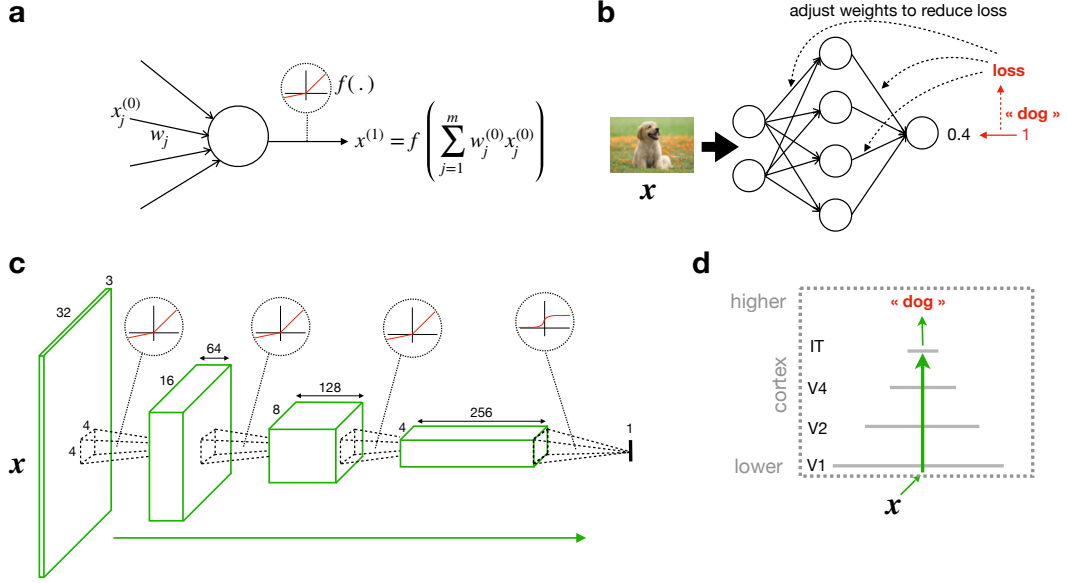 a
x_j^{(0)}
w_j
f( . )
x^{(1)} = f ( \sum_{j=1}^{m} w_j^{(0)} x_j^{(0)} )
b
adjust weights to reduce loss
loss
« dog »
0.4
1
x
c
3
32
64
16
128
8
256
4
1
4
4
x
d
higher
« dog »
IT
cortex
V4
V2
lower
V1
x